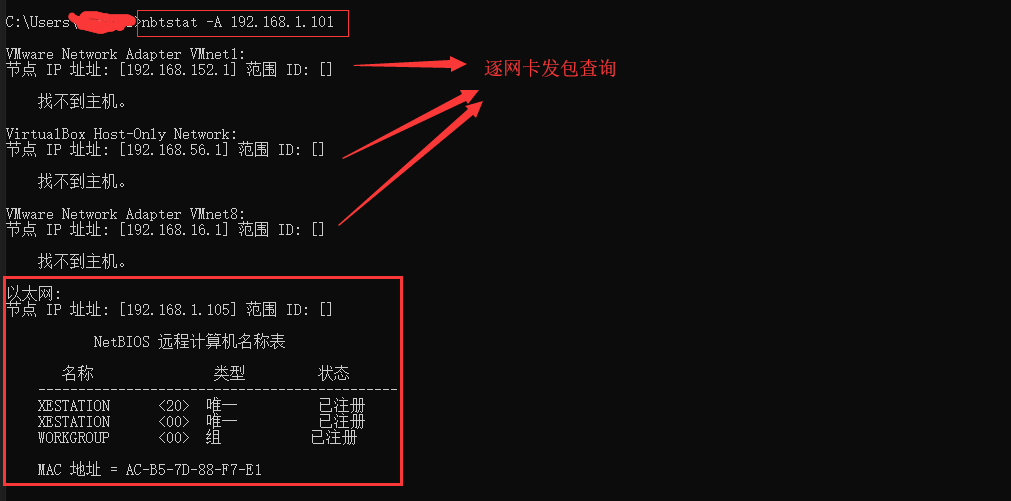 C:\Users\ >nbtstat -A 192.168.1.101
VMware Network Adapter VMnet1:
节点 IP 址址: [192.168.152.1] 范围 ID: []
逐网卡发包查询
找不到主机。
VirtualBox Host-Only Network:
节点 IP 址址: [192.168.56.1] 范围 ID: []
找不到主机。
VMware Network Adapter VMnet8:
节点 IP 址址: [192.168.16.1] 范围 ID: []
找不到主机。
以太网:
节点 IP 址址: [192.168.1.105] 范围 ID: []
NetBIOS 远程计算机名称表
名称 类型 状态
---------------------------------------------
XESTATION <20> 唯一 已注册
XESTATION <00> 唯一 已注册
WORKGROUP <00> 组 已注册
MAC 地址 = AC-B5-7D-88-F7-E1